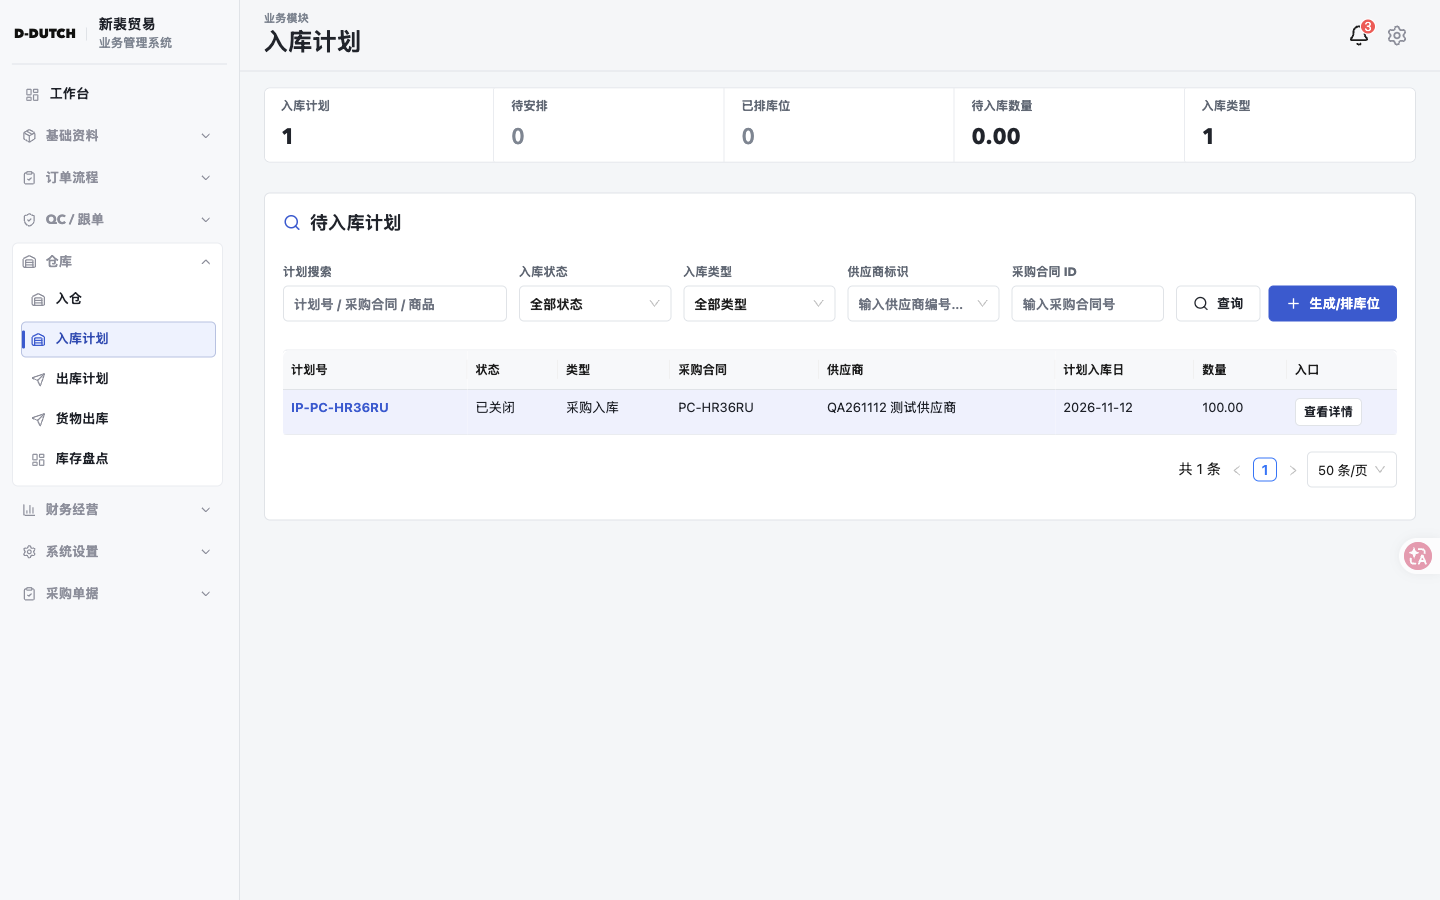 D-DUTCH
新裴贸易
业务管理系统
工作台
基础资料
订单流程
QC / 跟单
仓库
入仓
入库计划
出库计划
货物出库
库存盘点
财务经营
系统设置
采购单据
业务模块
入库计划
3
入库计划
1
待安排
0
已排库位
0
待入库数量
0.00
入库类型
1
待入库计划
计划搜索
计划号 / 采购合同 / 商品
入库状态
全部状态
入库类型
全部类型
供应商标识
输入供应商编号...
采购合同 ID
输入采购合同号
查询
生成/排库位
计划号 状态 类型 采购合同 供应商 计划入库日 数量 入口
IP-PC-HR36RU 已关闭 采购入库 PC-HR36RU QA261112 测试供应商 2026-11-12 100.00 查看详情
共 1 条 1 50 条/页